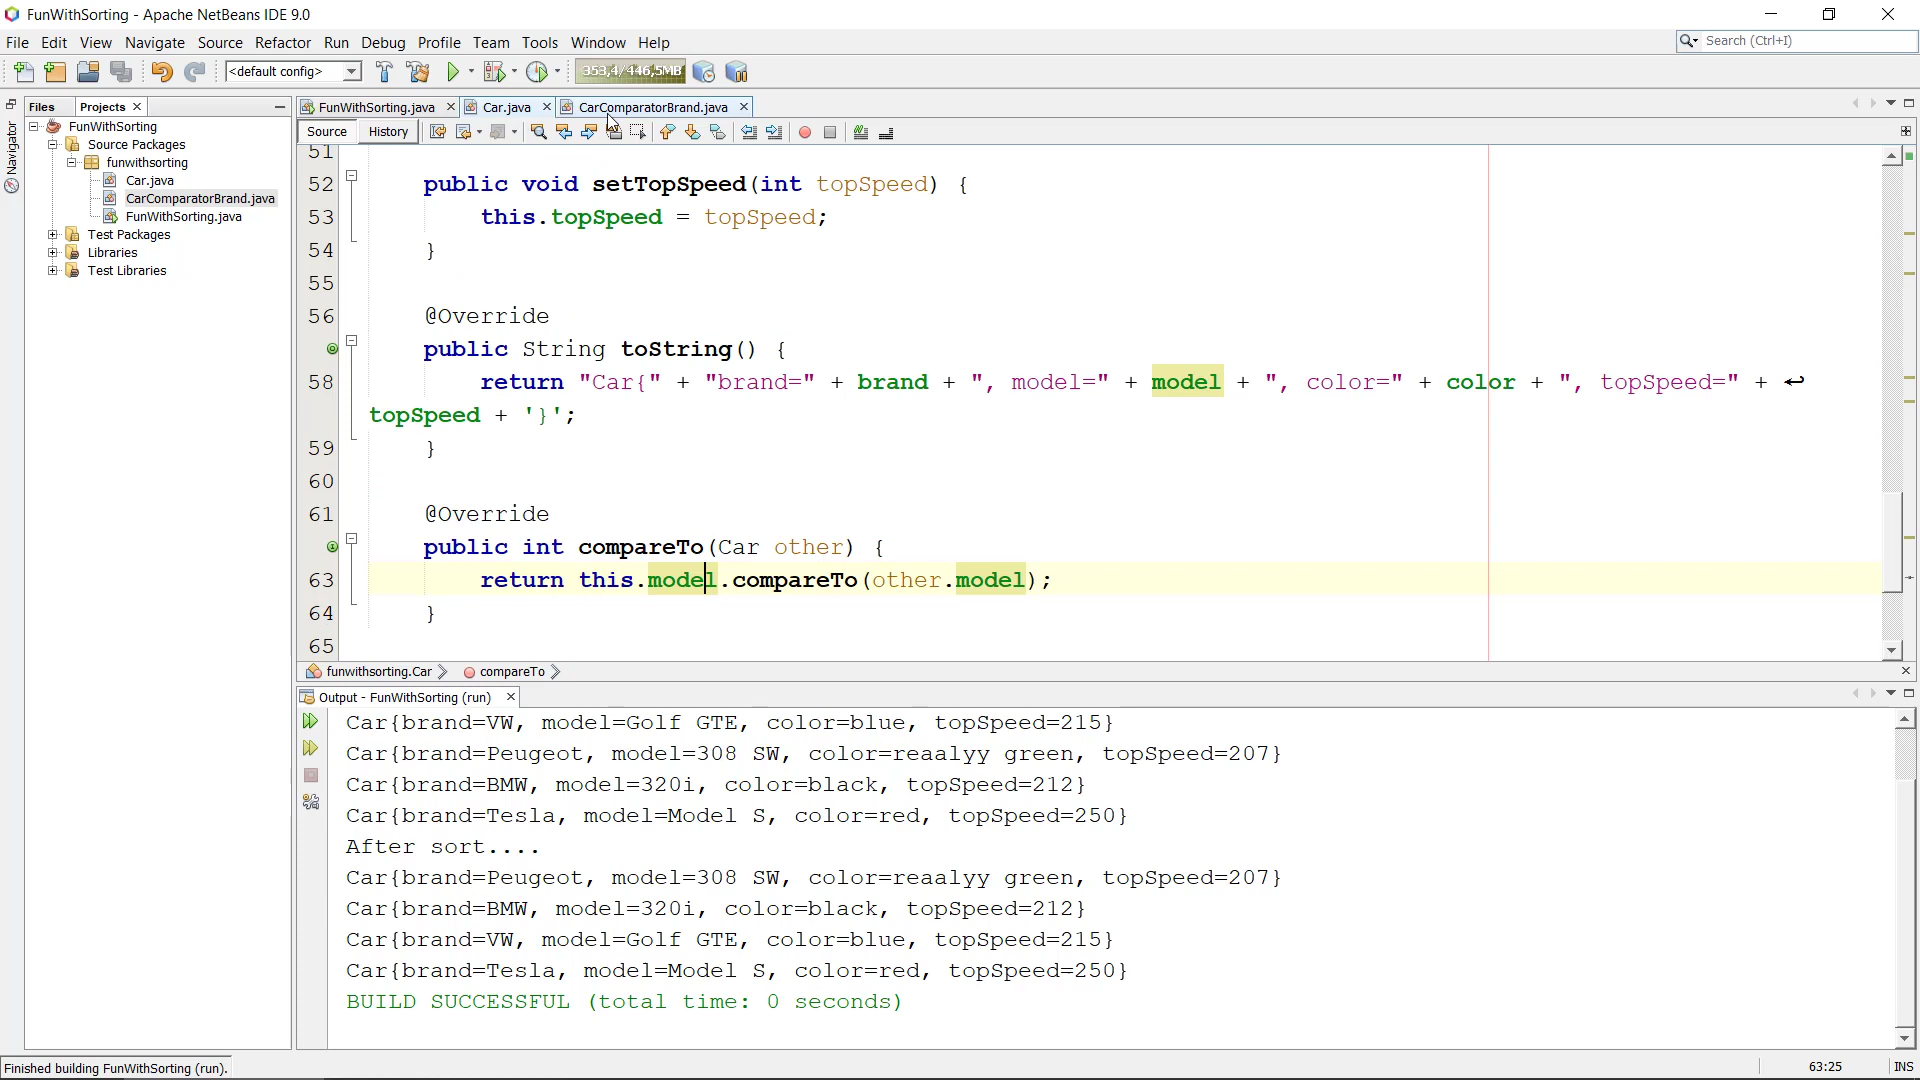 FunWithSorting - Apache NetBeans IDE 9.0
File Edit View Navigate Source Refactor Run Debug Profile Team Tools Window Help
Search (Ctrl+I)
<default config>
353,4/446,5MB
Files Projects
FunWithSorting.java Car.java CarComparatorBrand.java
Source History
Navigator
FunWithSorting
Source Packages
funwithsorting
Car.java
CarComparatorBrand.java
FunWithSorting.java
Test Packages
Libraries
Test Libraries
51
52 public void setTopSpeed(int topSpeed) {
53 this.topSpeed = topSpeed;
54 }
55
56 @Override
public String toString() {
58 return "Car{" + "brand=" + brand + ", model=" + model + ", color=" + color + ", topSpeed=" + ↩
topSpeed + '}';
59 }
60
61 @Override
public int compareTo(Car other) {
63 return this.model.compareTo(other.model);
64 }
65
funwithsorting.Car compareTo
Output - FunWithSorting (run)
Car{brand=VW, model=Golf GTE, color=blue, topSpeed=215}
Car{brand=Peugeot, model=308 SW, color=reaalyy green, topSpeed=207}
Car{brand=BMW, model=320i, color=black, topSpeed=212}
Car{brand=Tesla, model=Model S, color=red, topSpeed=250}
After sort....
Car{brand=Peugeot, model=308 SW, color=reaalyy green, topSpeed=207}
Car{brand=BMW, model=320i, color=black, topSpeed=212}
Car{brand=VW, model=Golf GTE, color=blue, topSpeed=215}
Car{brand=Tesla, model=Model S, color=red, topSpeed=250}
BUILD SUCCESSFUL (total time: 0 seconds)
Finished building FunWithSorting (run).
63:25 INS